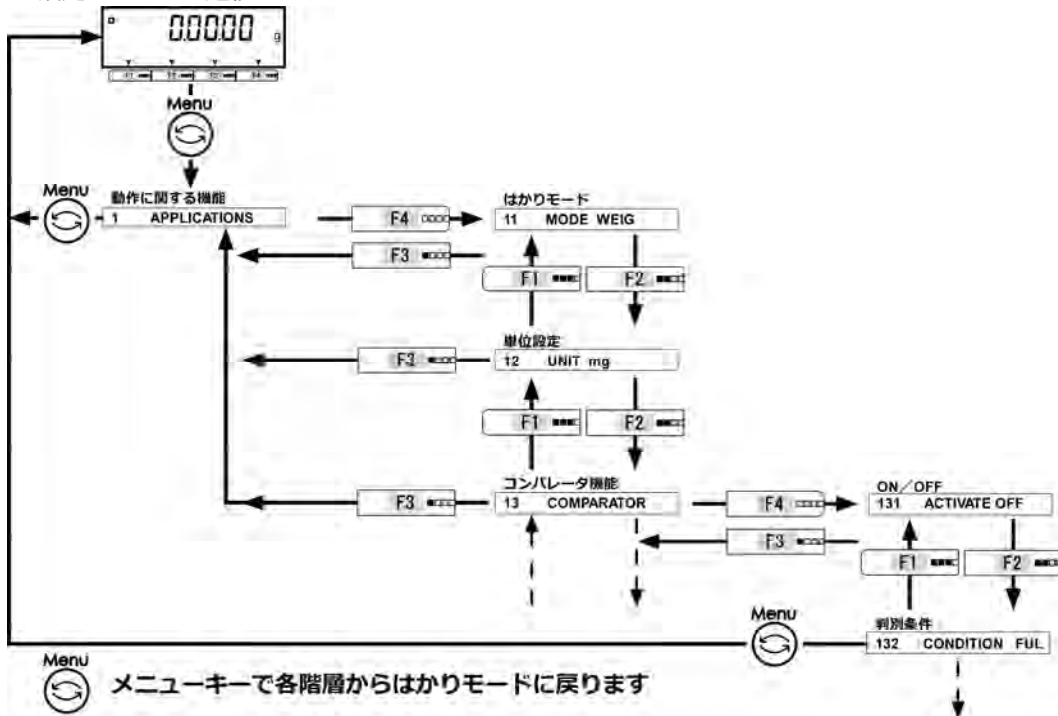 0.0000
g
Menu
Menu
動作に関する機能
1 APPLICATIONS
F4
はかりモード
11 MODE WEIG
F3
F1
F2
単位設定
12 UNIT mg
F3
F1
F2
コンパレータ機能
13 COMPARATOR
F3
F4
ON/OFF
131 ACTIVATE OFF
F3
F1
F2
Menu
判別条件
132 CONDITION FUL
Menu
メニューキーで各階層からはかりモードに戻ります